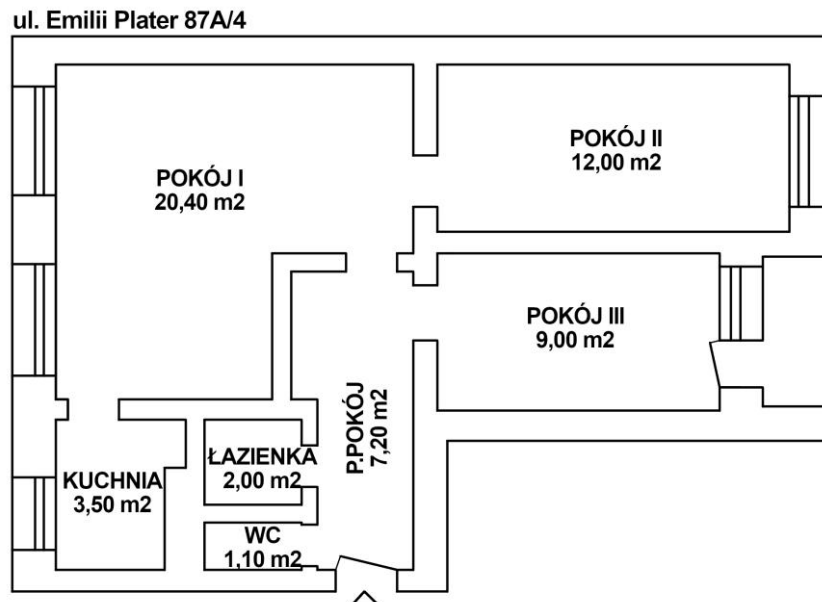 ul. Emilii Plater 87A/4
POKÓJ I
20,40 m2
POKÓJ II
12,00 m2
POKÓJ III
9,00 m2
P.POKÓJ
7,20 m2
ŁAZIENKA
2,00 m2
KUCHNIA
3,50 m2
WC
1,10 m2